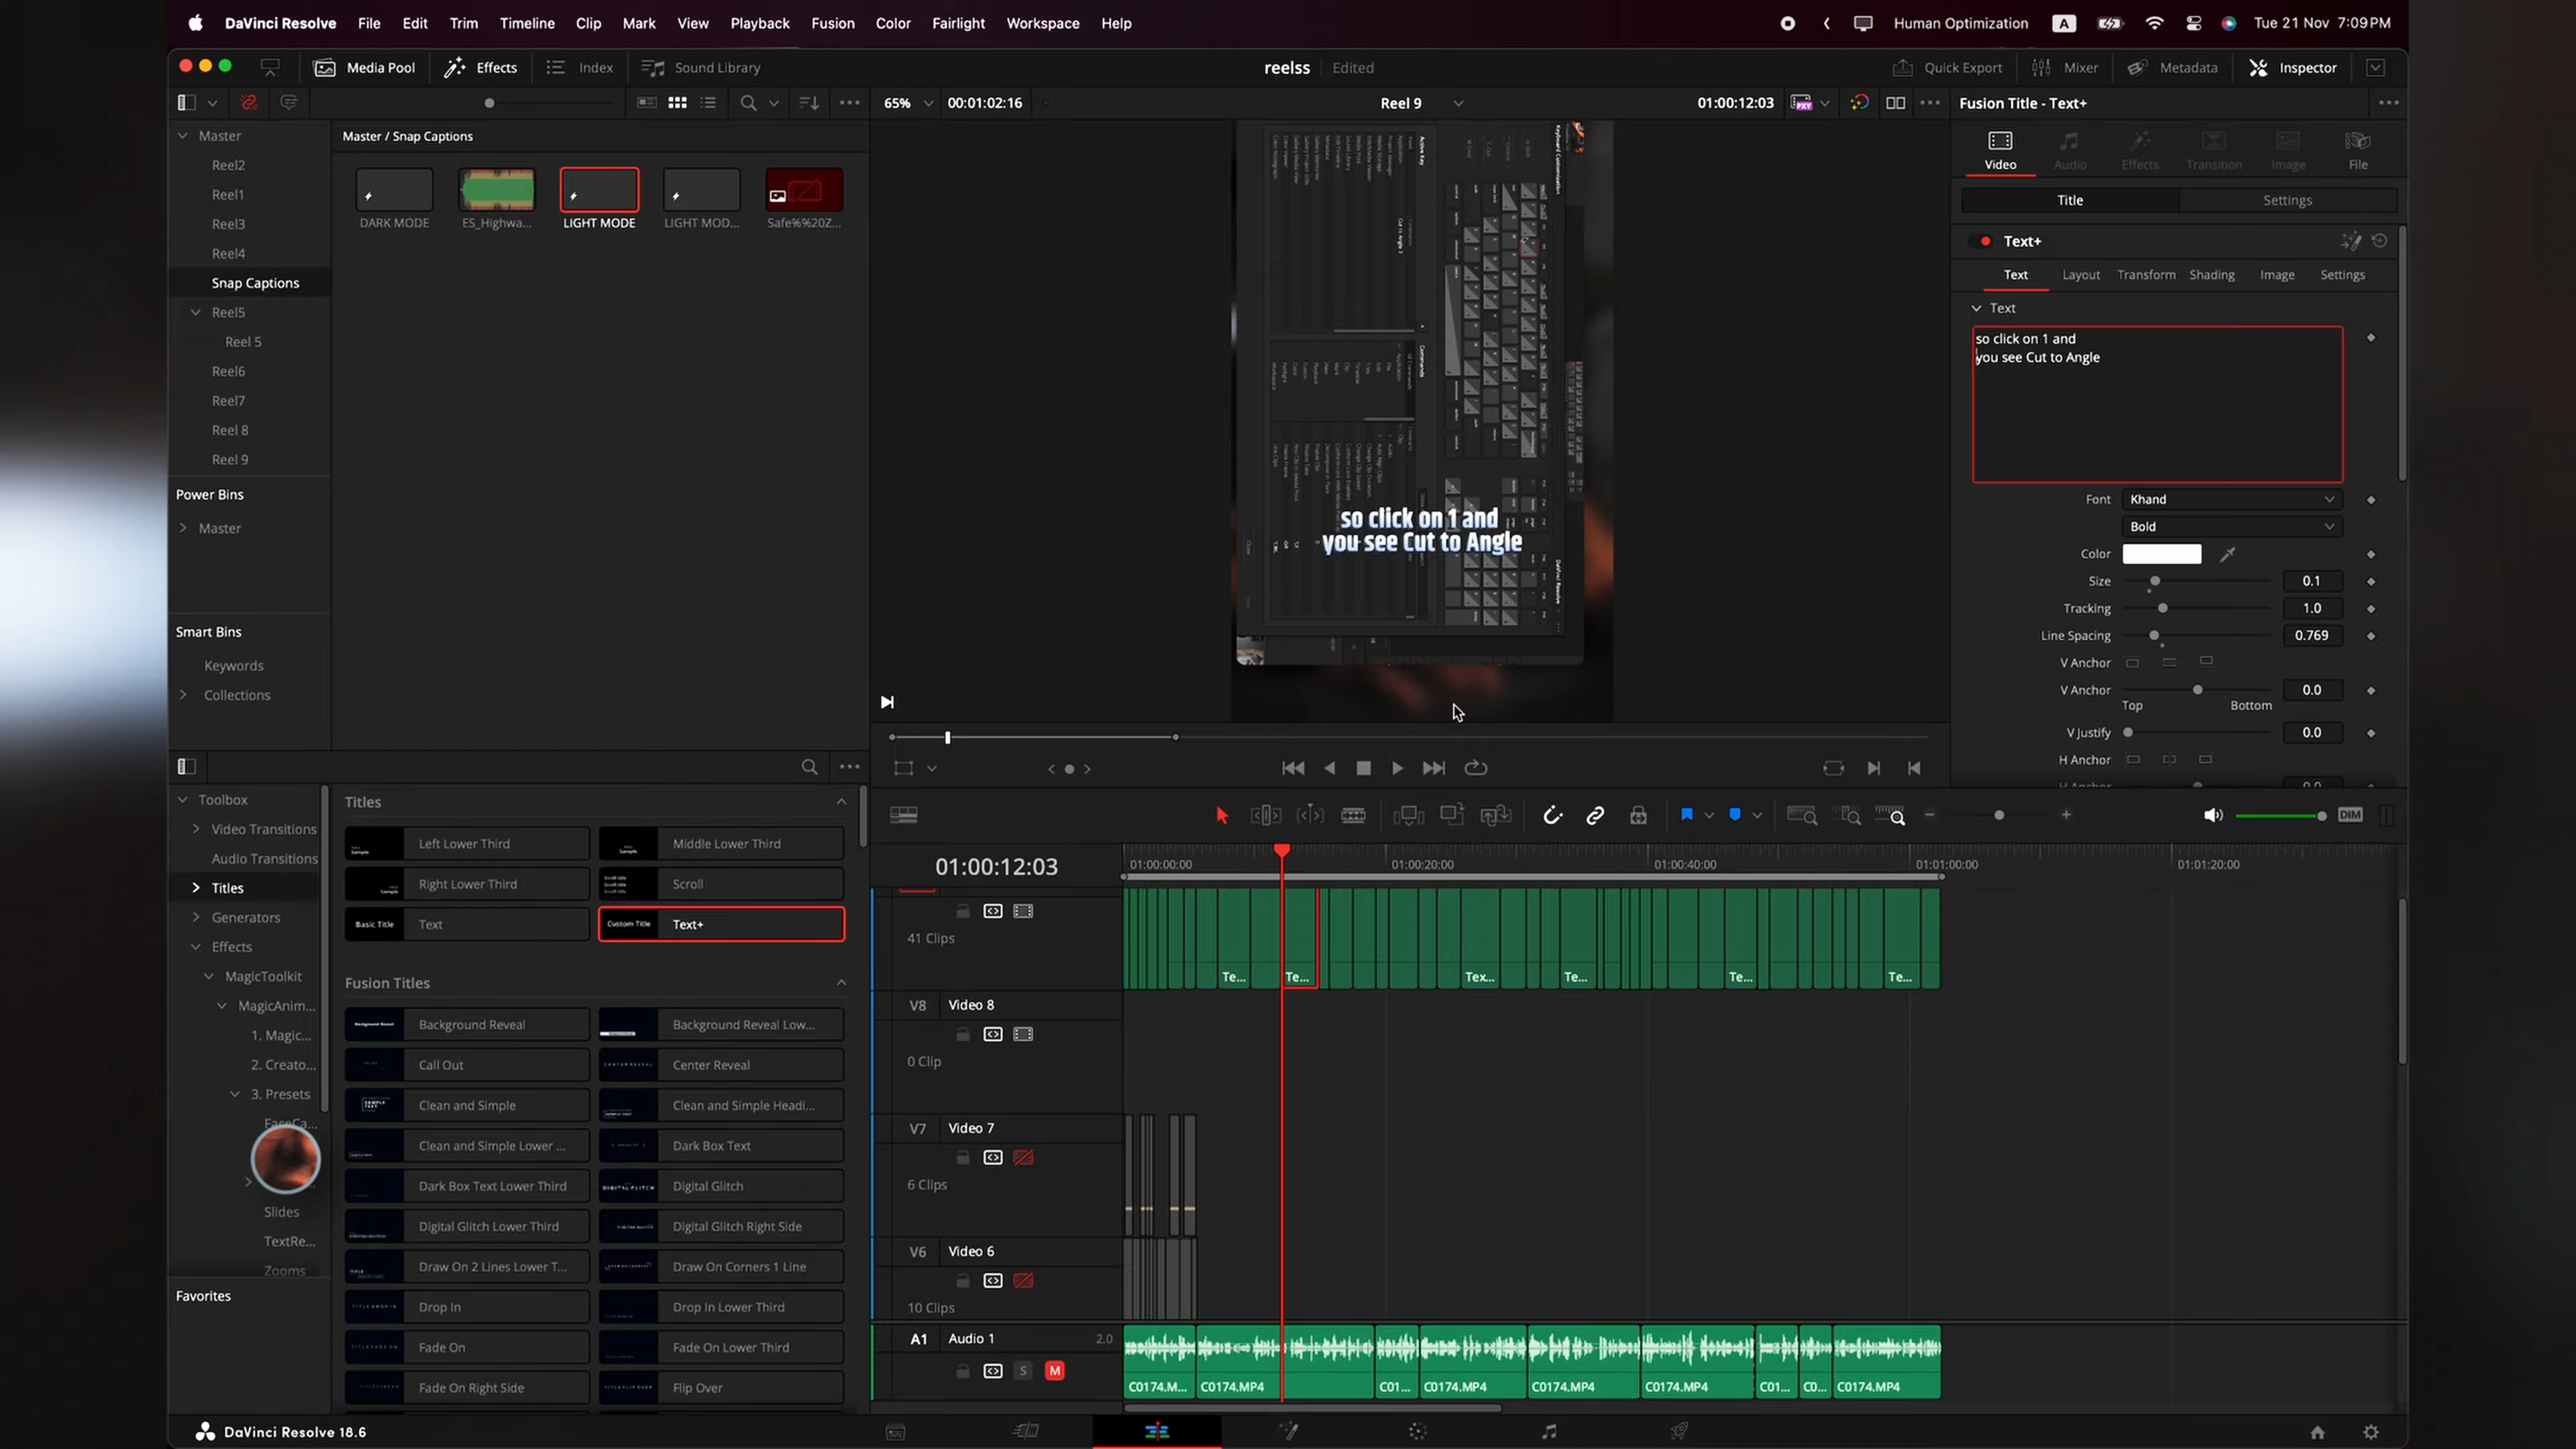 DaVinci Resolve File Edit Trim Timeline Clip Mark View Playback Fusion Color Fairlight Workspace Help
Human Optimization A Tue 21 Nov 7:09PM
Media Pool Effects Index Sound Library
reelss Edited
Quick Export Mixer Metadata Inspector
65% 00:01:02:16 Reel 9 01:00:12:03
Fusion Title - Text+
Master
Reel2
Reel1
Reel3
Reel4
Snap Captions
Reel5
Reel 5
Reel6
Reel7
Reel 8
Reel 9
Power Bins
Master
Smart Bins
Keywords
Collections
Master / Snap Captions
DARK MODE
ES_Highwa...
LIGHT MODE
LIGHT MOD...
Safe%%20Z...
so click on 1 and
you see Cut to Angle
Video Audio Effects Transition Image File
Title Settings
Text+
Text Layout Transform Shading Image Settings
Text
so click on 1 and
you see Cut to Angle
Font Khand
Bold
Color
Size 0.1
Tracking 1.0
Line Spacing 0.769
V Anchor
V Anchor 0.0
Top Bottom
V Justify 0.0
H Anchor
Toolbox
Video Transitions
Audio Transitions
Titles
Generators
Effects
MagicToolkit
MagicAnim...
1. Magic...
2. Creato...
3. Presets
Slides
TextRe...
Zooms
Favorites
Titles
Left Lower Third
Middle Lower Third
Right Lower Third
Scroll
Basic Title Text
Custom Title Text+
Fusion Titles
Background Reveal
Background Reveal Low...
Call Out
Center Reveal
Clean and Simple
Clean and Simple Headi...
Clean and Simple Lower ...
Dark Box Text
Dark Box Text Lower Third
Digital Glitch
Digital Glitch Lower Third
Digital Glitch Right Side
Draw On 2 Lines Lower T...
Draw On Corners 1 Line
Drop In
Drop In Lower Third
Fade On
Fade On Lower Third
Fade On Right Side
Flip Over
DIM
01:00:12:03
01:00:00:00 01:00:20:00 01:00:40:00 01:01:00:00 01:01:20:00
41 Clips
Te... Te... Tex... Te... Te... Te...
V8 Video 8
0 Clip
V7 Video 7
6 Clips
V6 Video 6
10 Clips
A1 Audio 1 2.0
S M
C0174.M... C0174.MP4 C01... C0174.MP4 C0174.MP4 C0174.MP4 C01... C0... C0174.MP4
DaVinci Resolve 18.6